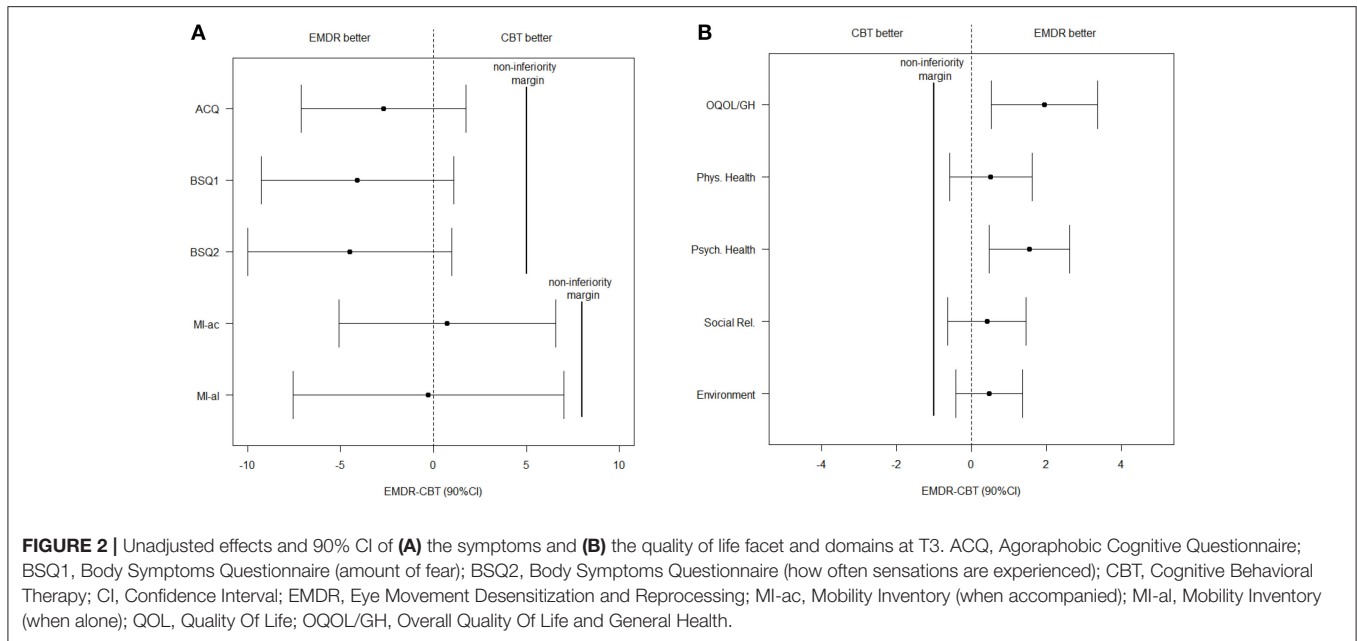 A
EMDR better CBT better
non-inferiority
margin
ACQ
BSQ1
BSQ2
non-inferiority
margin
MI-ac
MI-al
-10 -5 0 5 10
EMDR-CBT (90%CI)
B
CBT better EMDR better
non-inferiority
margin
OQOL/GH
Phys. Health
Psych. Health
Social Rel.
Environment
-4 -2 0 2 4
EMDR-CBT (90%CI)
FIGURE 2 | Unadjusted effects and 90% CI of (A) the symptoms and (B) the quality of life facet and domains at T3. ACQ, Agoraphobic Cognitive Questionnaire;
BSQ1, Body Symptoms Questionnaire (amount of fear); BSQ2, Body Symptoms Questionnaire (how often sensations are experienced); CBT, Cognitive Behavioral
Therapy; CI, Confidence Interval; EMDR, Eye Movement Desensitization and Reprocessing; MI-ac, Mobility Inventory (when accompanied); MI-al, Mobility Inventory
(when alone); QOL, Quality Of Life; OQOL/GH, Overall Quality Of Life and General Health.